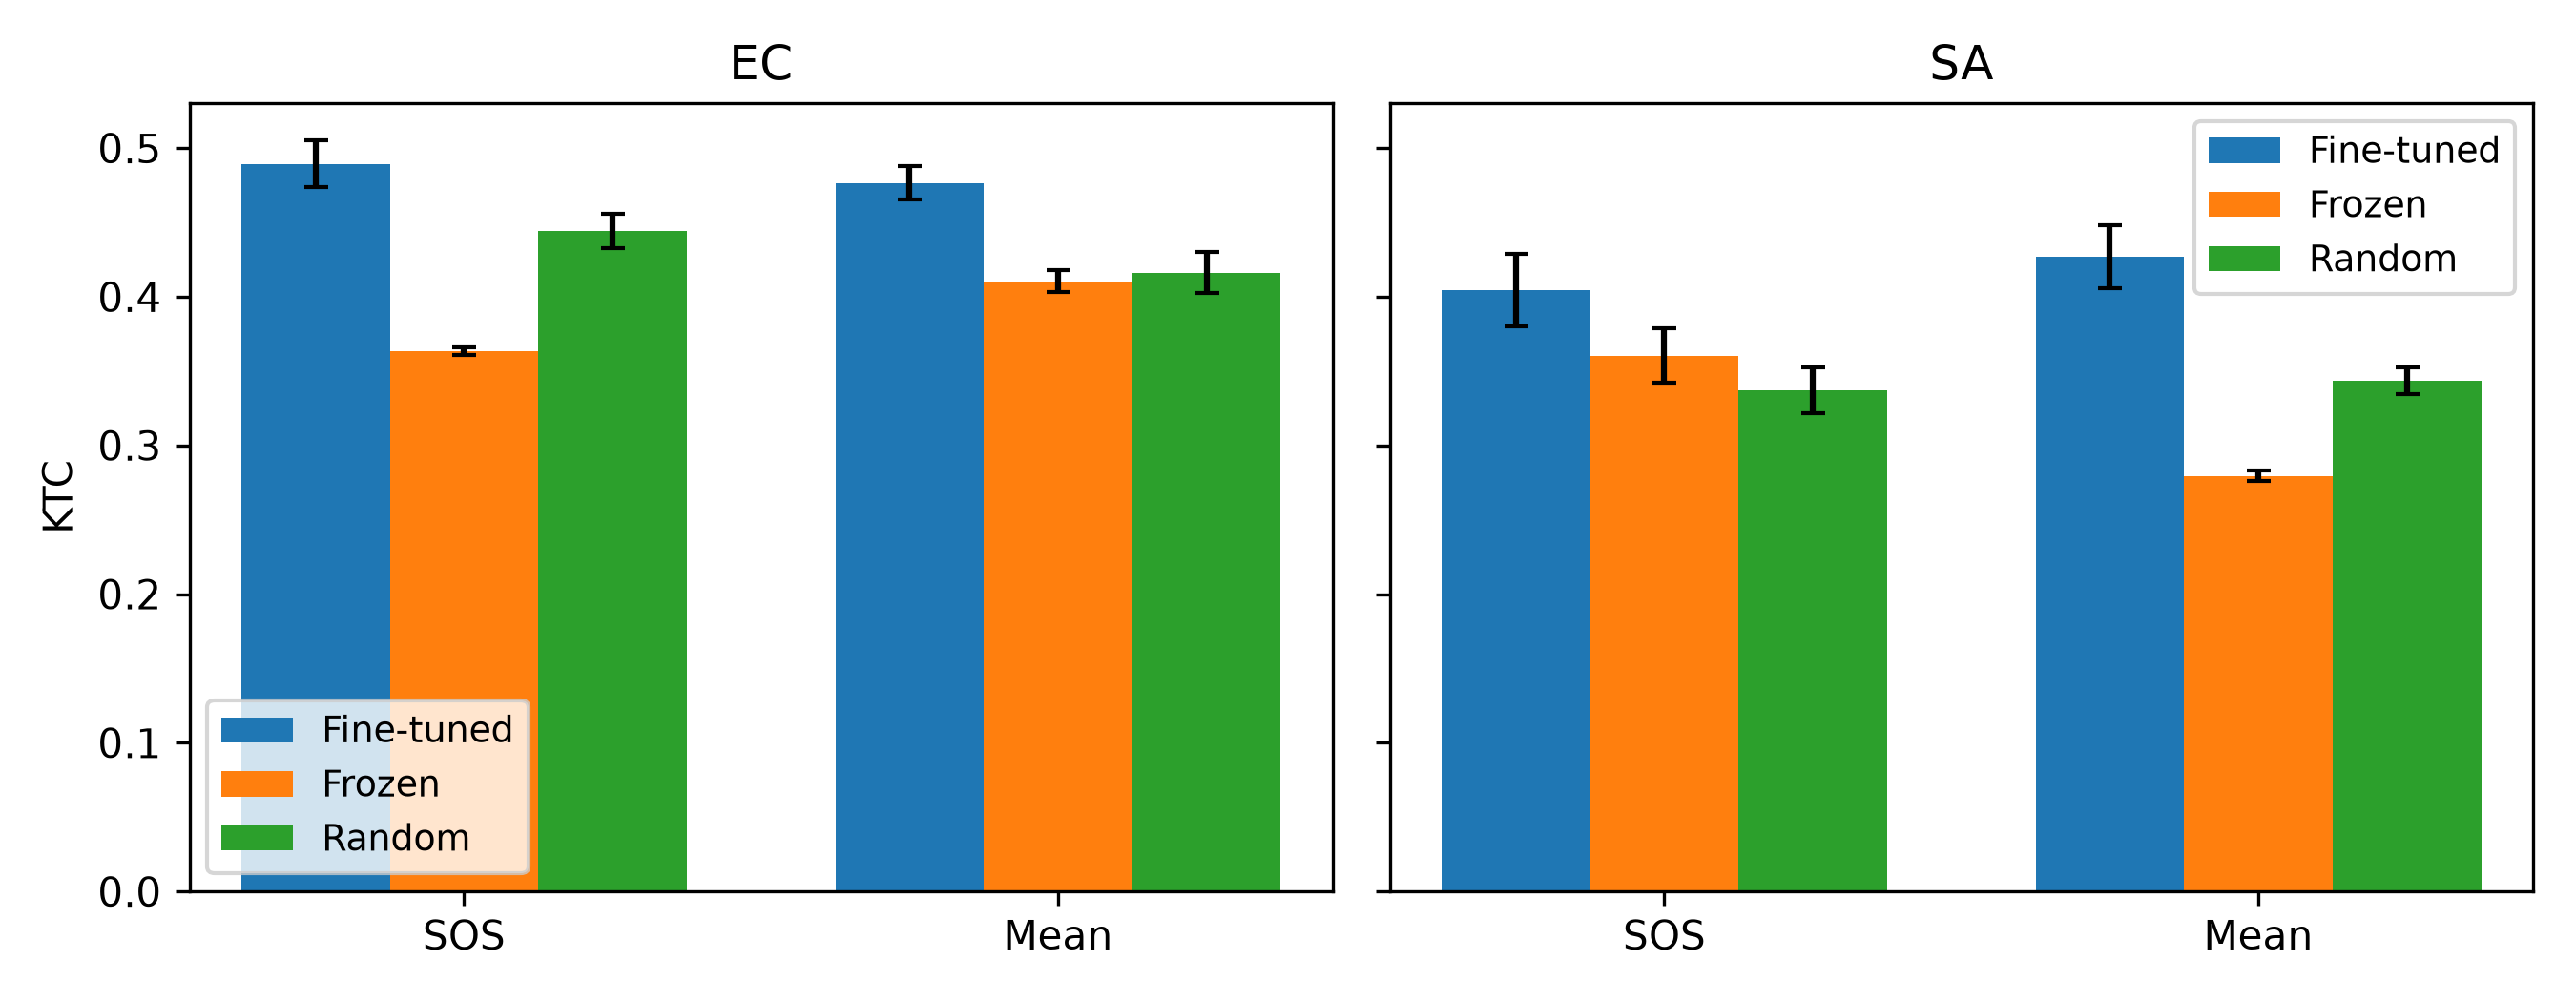 EC
KTC
0.5
0.4
0.3
0.2
0.1
0.0
Fine-tuned
Frozen
Random
SOS
Mean
SA
Fine-tuned
Frozen
Random
SOS
Mean